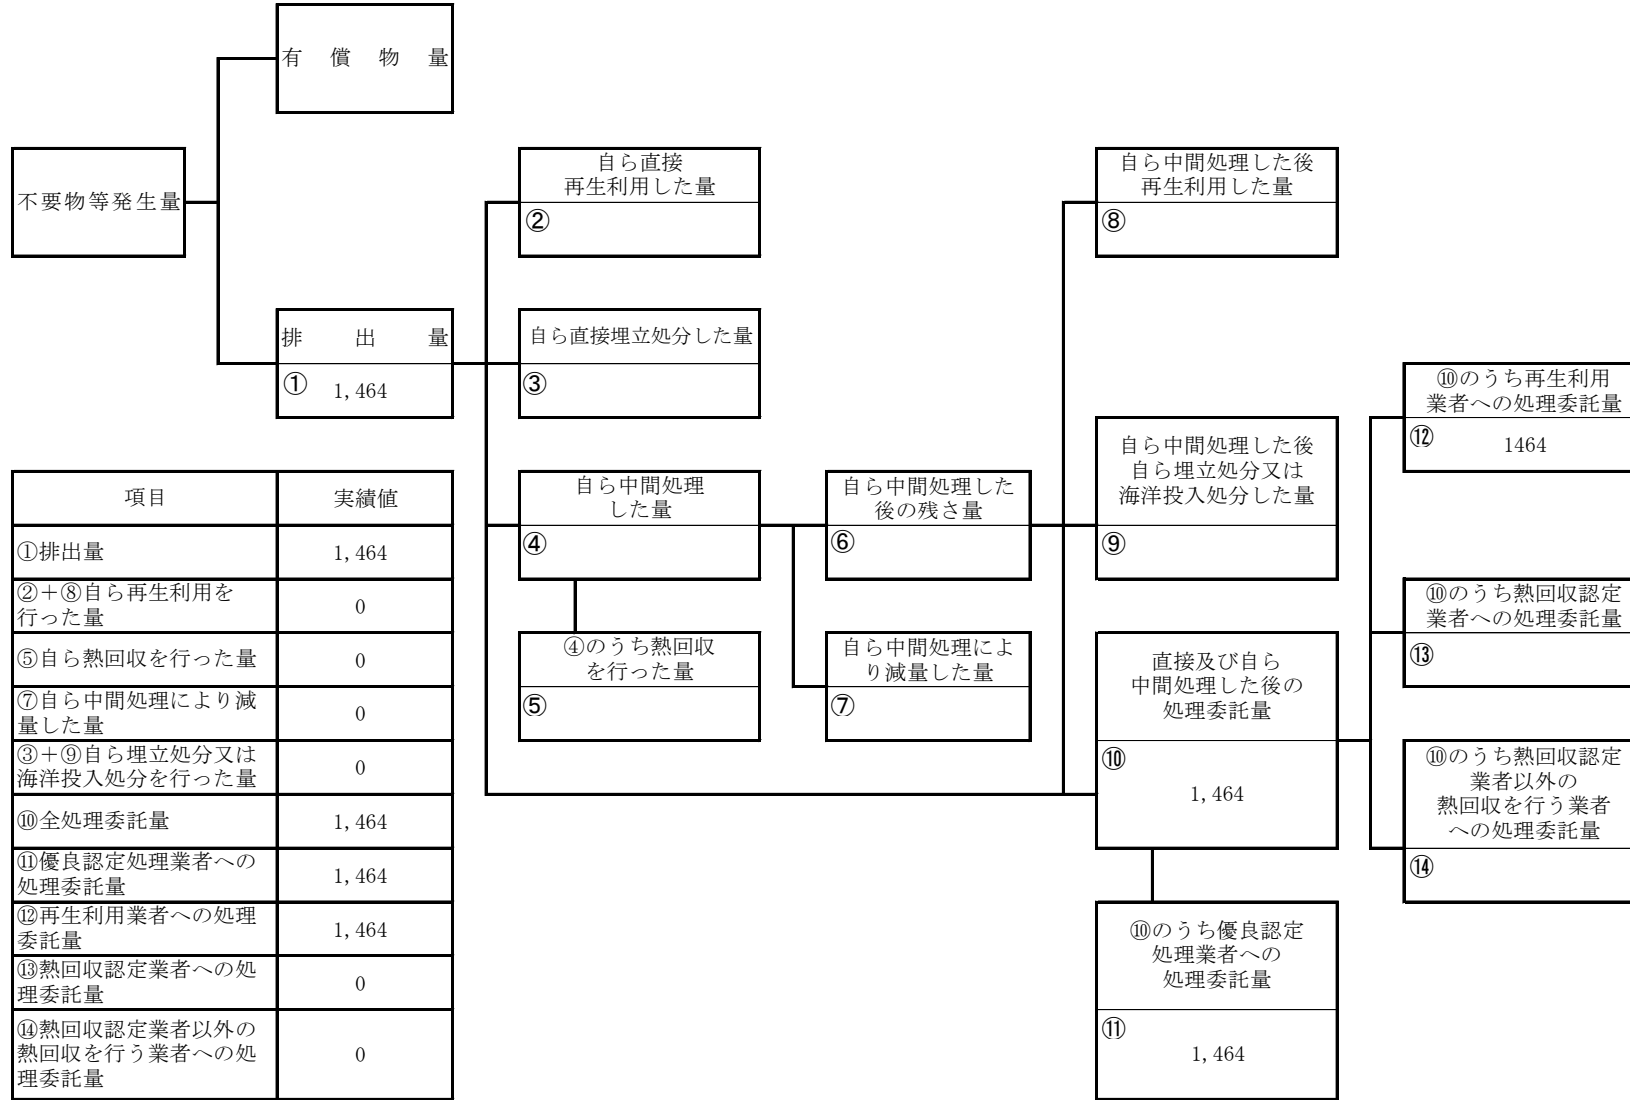 有償物量
不要物等発生量
自ら直接
再生利用した量
②
自ら中間処理した後
再生利用した量
⑧
排出量
① 1,464
自ら直接埋立処分した量
③
⑩のうち再生利用
業者への処理委託量
⑫ 1464
自ら中間処理した後
自ら埋立処分又は
海洋投入処分した量
⑨
自ら中間処理
した量
④
自ら中間処理した
後の残さ量
⑥
⑩のうち熱回収認定
業者への処理委託量
⑬
④のうち熱回収
を行った量
⑤
自ら中間処理によ
り減量した量
⑦
直接及び自ら
中間処理した後の
処理委託量
⑩
1,464
⑩のうち熱回収認定
業者以外の
熱回収を行う業者
への処理委託量
⑭
⑩のうち優良認定
処理業者への
処理委託量
⑪
1,464
項目 実績値
①排出量 1,464
②+⑧自ら再生利用を
行った量 0
⑤自ら熱回収を行った量 0
⑦自ら中間処理により減
量した量 0
③+⑨自ら埋立処分又は
海洋投入処分を行った量 0
⑩全処理委託量 1,464
⑪優良認定処理業者への
処理委託量 1,464
⑫再生利用業者への処理
委託量 1,464
⑬熱回収認定業者への処
理委託量 0
⑭熱回収認定業者以外の
熱回収を行う業者への処
理委託量 0